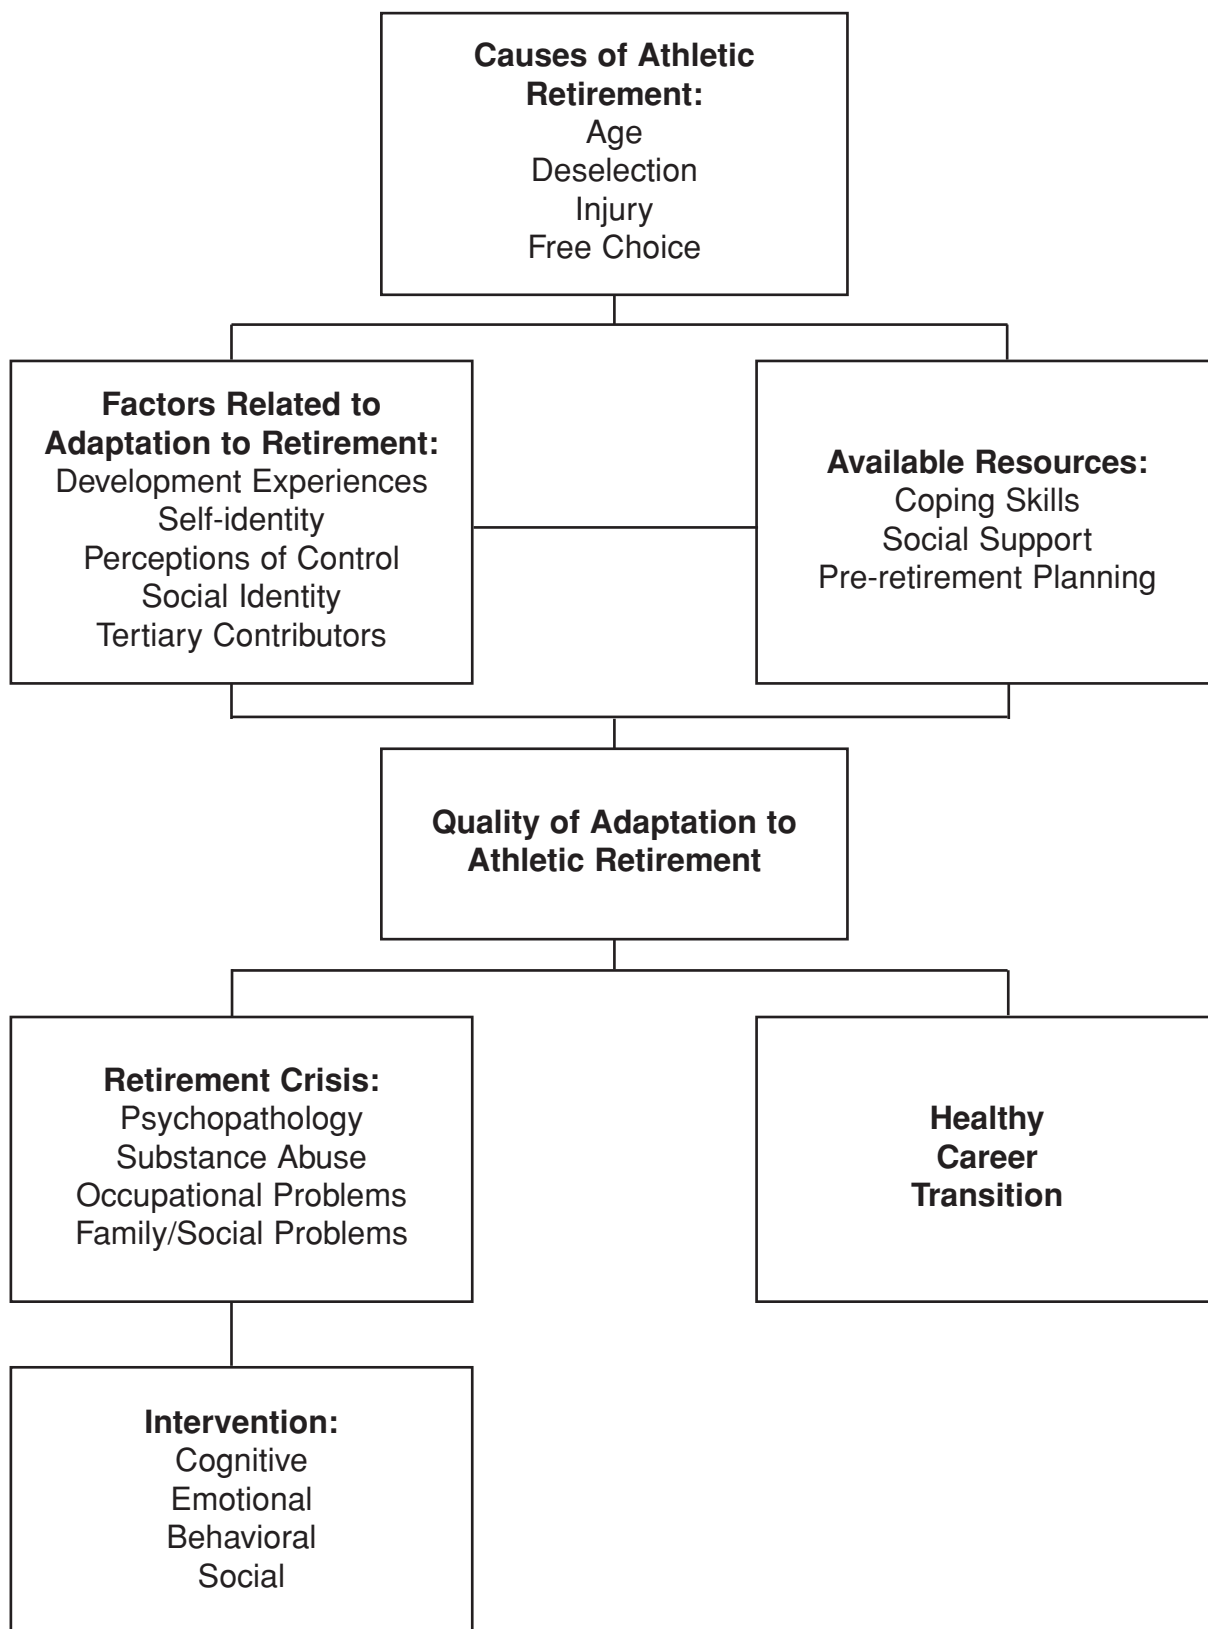 Causes of Athletic
Retirement:
Age
Deselection
Injury
Free Choice
Factors Related to
Adaptation to Retirement:
Development Experiences
Self-identity
Perceptions of Control
Social Identity
Tertiary Contributors
Available Resources:
Coping Skills
Social Support
Pre-retirement Planning
Quality of Adaptation to
Athletic Retirement
Retirement Crisis:
Psychopathology
Substance Abuse
Occupational Problems
Family/Social Problems
Healthy
Career
Transition
Intervention:
Cognitive
Emotional
Behavioral
Social